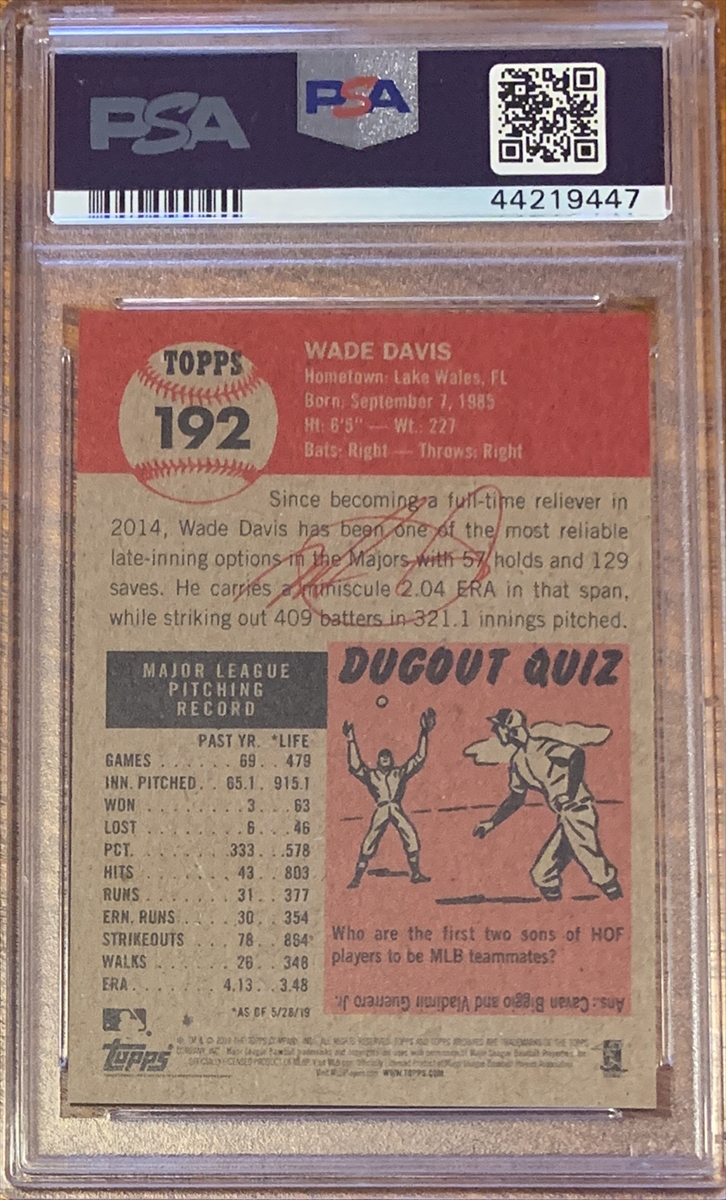 PSA
PSA
44219447
TOPPS
192
WADE DAVIS
Hometown: Lake Wales, FL
Born: September 7, 1985
Ht: 6'5" — Wt.: 227
Bats: Right — Throws: Right
Since becoming a full-time reliever in
2014, Wade Davis has been one of the most reliable
late-inning options in the Majors with 57 holds and 129
saves. He carries a miniscule 2.04 ERA in that span,
while striking out 409 batters in 321.1 innings pitched.
MAJOR LEAGUE
PITCHING
RECORD
PAST YR. *LIFE
GAMES . . . . . . . 69 . . 479
INN. PITCHED . . 65.1 . 915.1
WON . . . . . . . . . 3 . . . 63
LOST . . . . . . . . 6 . . . 46
PCT. . . . . . . . .333 . . .578
HITS . . . . . . . . 43 . . 803
RUNS . . . . . . . 31 . . 377
ERN. RUNS . . . . 30 . . 354
STRIKEOUTS . . . 78 . . 864
WALKS . . . . . . 26 . . 348
ERA . . . . . . . . 4.13 . . 3.48
*AS OF 5/28/19
DUGOUT QUIZ
Who are the first two sons of HOF
players to be MLB teammates?
Ans.: Cavan Biggio and Vladimir Guerrero Jr.
topps
WWW.TOPPS.COM